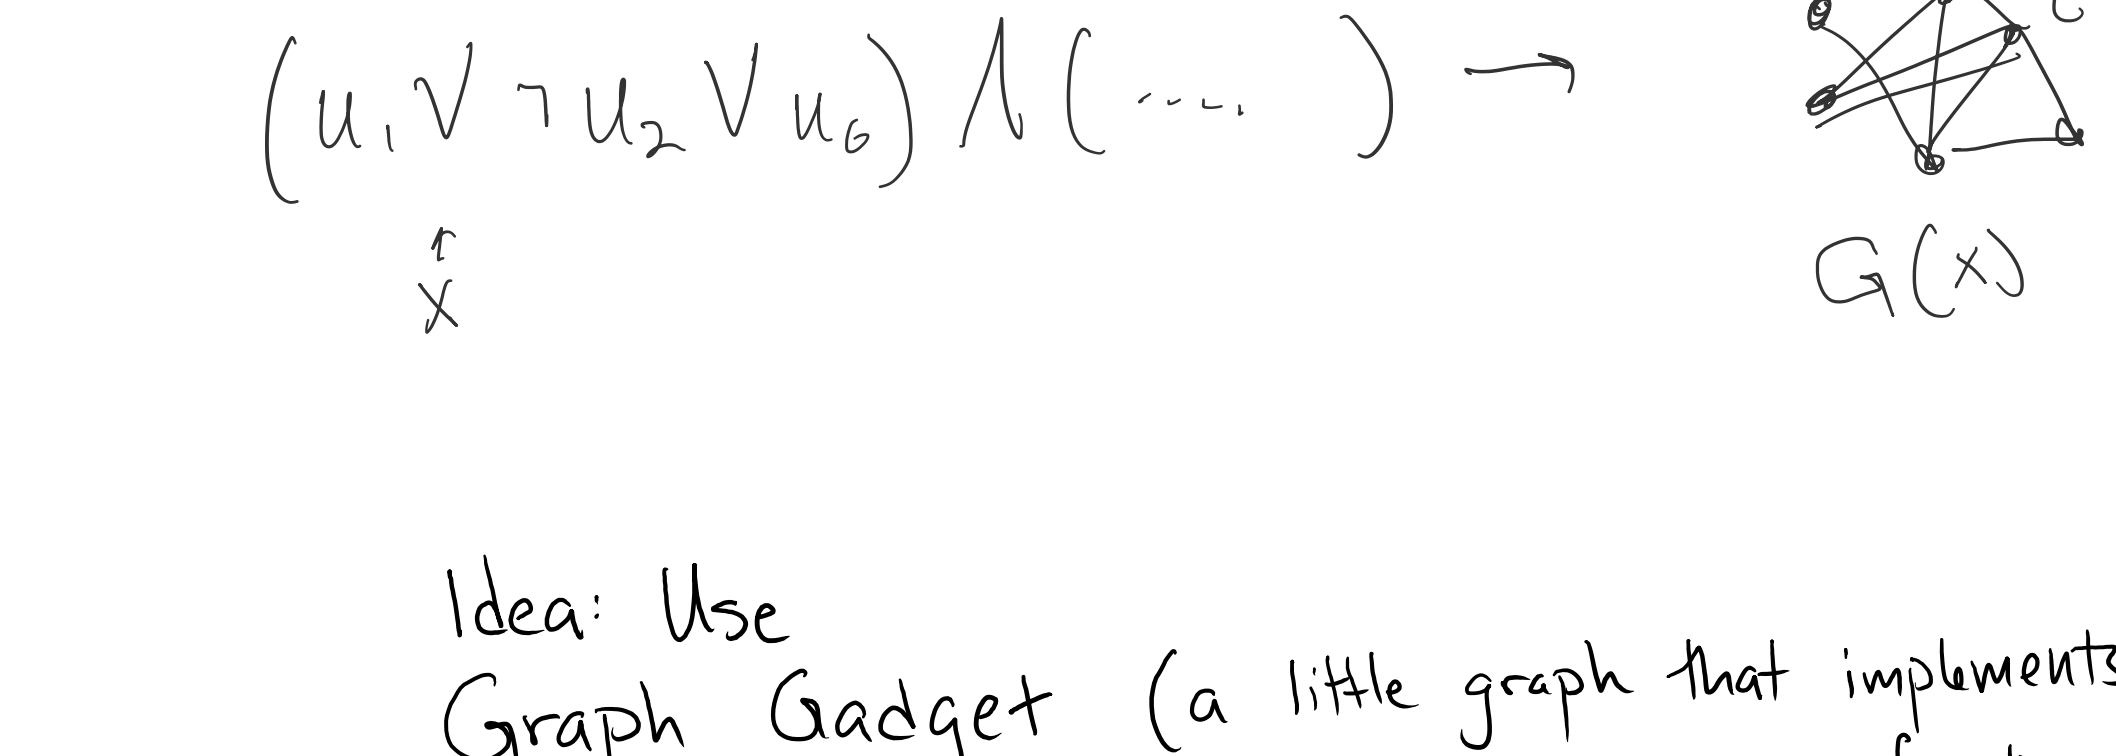 (u₁ ∨ ¬u₂ ∨ u₆) ∧ (.....) →
↑
x
G(x)
Idea: Use
Graph Gadget (a little graph that implements